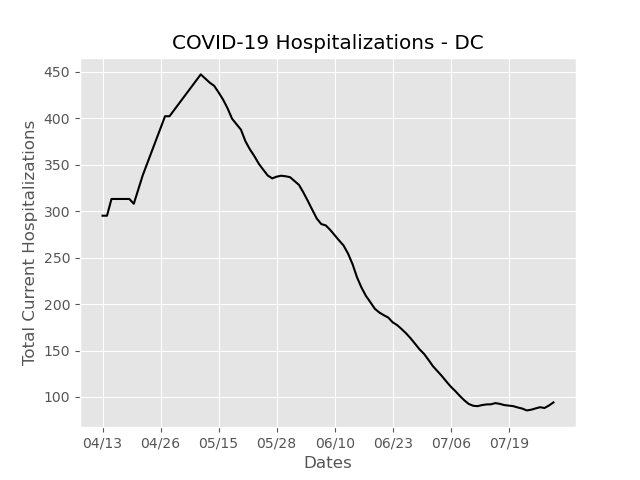 COVID-19 Hospitalizations - DC
Total Current Hospitalizations
450
400
350
300
250
200
150
100
04/13 04/26 05/15 05/28 06/10 06/23 07/06 07/19
Dates